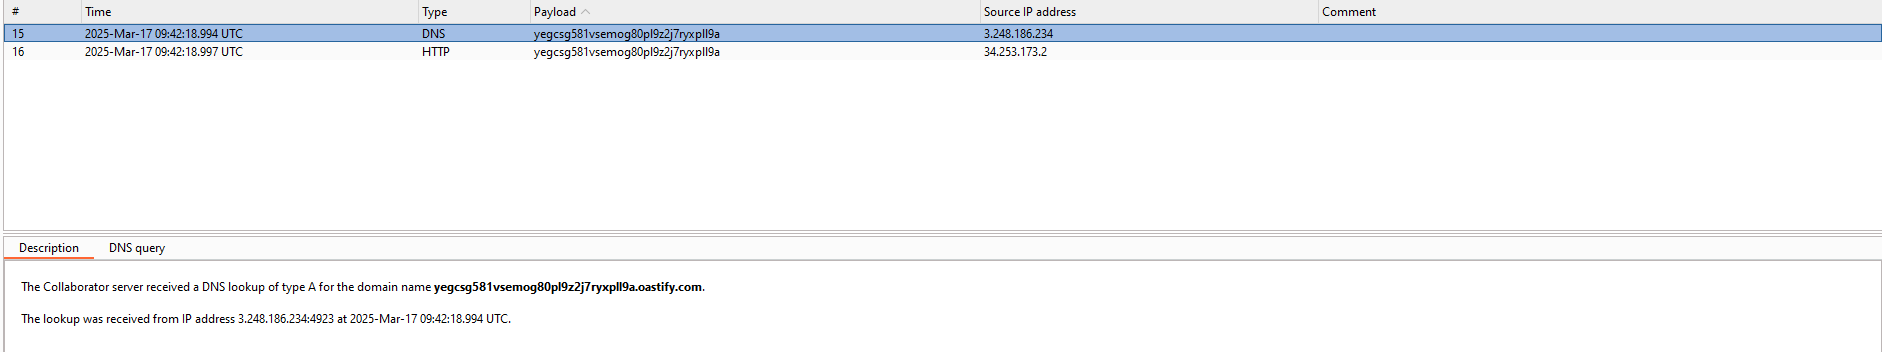 # Time Type Payload Source IP address Comment
15 2025-Mar-17 09:42:18.994 UTC DNS yegcsg581vsemog80pl9z2j7ryxpll9a 3.248.186.234
16 2025-Mar-17 09:42:18.997 UTC HTTP yegcsg581vsemog80pl9z2j7ryxpll9a 34.253.173.2
Description DNS query
The Collaborator server received a DNS lookup of type A for the domain name yegcsg581vsemog80pl9z2j7ryxpll9a.oastify.com.
The lookup was received from IP address 3.248.186.234:4923 at 2025-Mar-17 09:42:18.994 UTC.